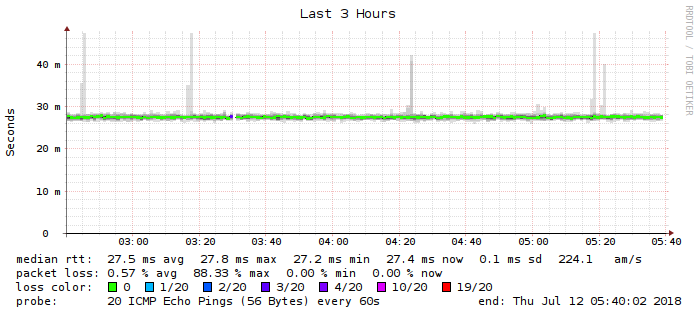 Last 3 Hours
RRDTOOL / TOBI OETIKER
Seconds
40 m
30 m
20 m
10 m
0
03:00 03:20 03:40 04:00 04:20 04:40 05:00 05:20 05:40
median rtt: 27.5 ms avg 27.8 ms max 27.2 ms min 27.4 ms now 0.1 ms sd 224.1 am/s
packet loss: 0.57 % avg 88.33 % max 0.00 % min 0.00 % now
loss color: 0 1/20 2/20 3/20 4/20 10/20 19/20
probe: 20 ICMP Echo Pings (56 Bytes) every 60s end: Thu Jul 12 05:40:02 2018